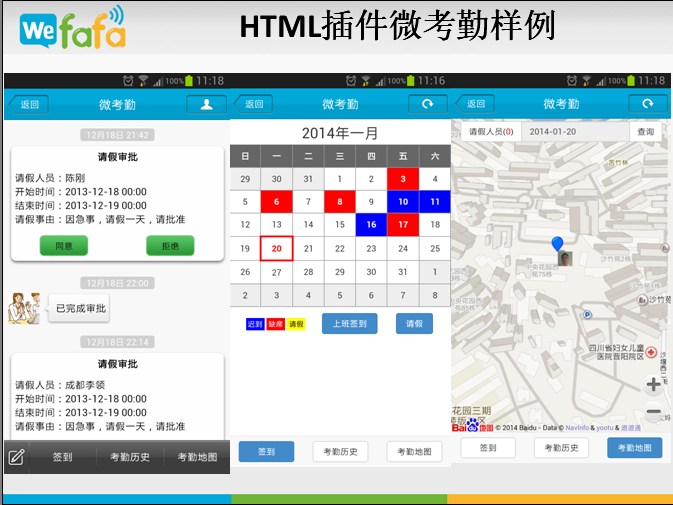 We fafa
HTML插件微考勤样例
100% 11:18
返回 微考勤
12月18日 21:42
请假审批
请假人员：陈刚
开始时间：2013-12-18 00:00
结束时间：2013-12-19 00:00
请假事由：因急事，请假一天，请批准
同意 拒绝
12月18日 22:00
已完成审批
12月18日 22:14
请假审批
请假人员：成都李领
开始时间：2013-12-18 00:00
结束时间：2013-12-19 00:00
请假事由：因急事，请假一天，请批准
签到 考勤历史 考勤地图
100% 11:16
返回 微考勤
2014年一月
日 一 二 三 四 五 六
29 30 31 1 2 3 4
5 6 7 8 9 10 11
12 13 14 15 16 17 18
19 20 21 22 23 24 25
26 27 28 29 30 31 1
2 3 4 5 6 7 8
迟到 缺席 请假 上班签到 请假
签到 考勤历史 考勤地图
100% 11:18
返回 微考勤
请假人员(0) 2014-01-20 查询
苦竹林
沙竹苑2栋
中央花园西
苑75栋
沙竹苑
P
四川省妇女儿童
医院晋阳院区
花园三期
Bai du 地图 © 2014 Baidu - Data © NavInfo & yootu & 道道通
签到 考勤历史 考勤地图